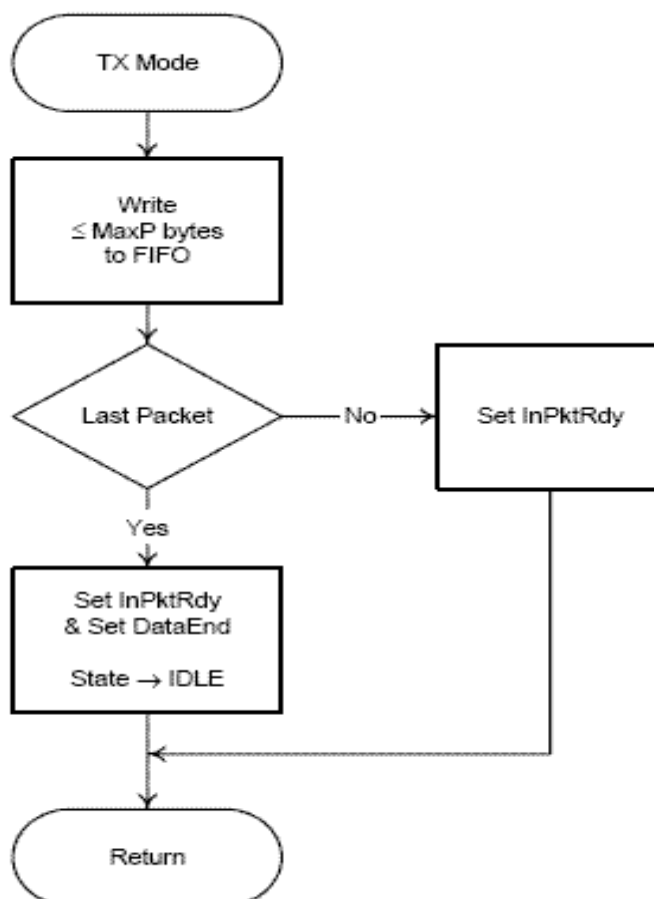 TX Mode
Write
≤ MaxP bytes
to FIFO
Last Packet
No
Set InPktRdy
Yes
Set InPktRdy
& Set DataEnd
State → IDLE
Return